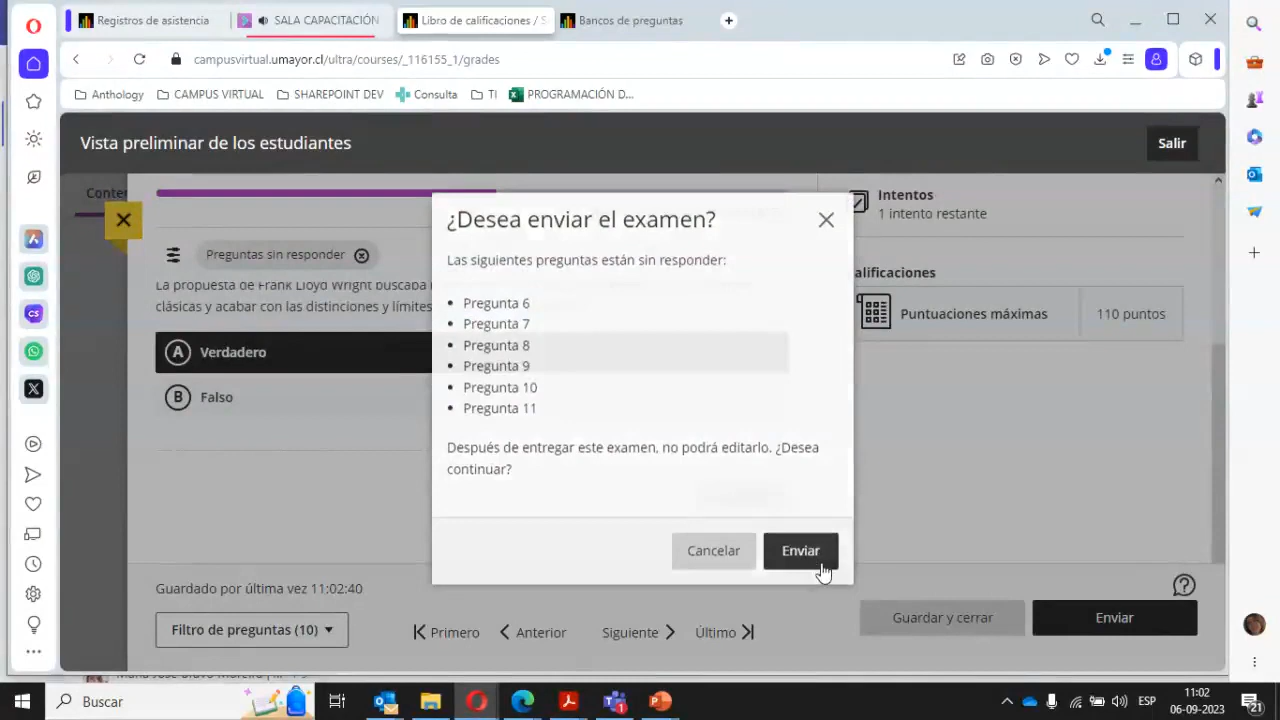 Registros de asistencia
SALA CAPACITACIÓN
Libro de calificaciones / S
Bancos de preguntas
campusvirtual.umayor.cl/ultra/courses/_116155_1/grades
Anthology
CAMPUS VIRTUAL
SHAREPOINT DEV
Consulta
TI
PROGRAMACIÓN D...
Vista preliminar de los estudiantes
Salir
Conter
Preguntas sin responder
La propuesta de Frank Lloyd Wright buscaba
clásicas y acabar con las distinciones y límites
A Verdadero
B Falso
¿Desea enviar el examen?
Las siguientes preguntas están sin responder:
• Pregunta 6
• Pregunta 7
• Pregunta 8
• Pregunta 9
• Pregunta 10
• Pregunta 11
Después de entregar este examen, no podrá editarlo. ¿Desea
continuar?
Cancelar
Enviar
Intentos
1 intento restante
alificaciones
Puntuaciones máximas
110 puntos
Guardado por última vez 11:02:40
Filtro de preguntas (10)
Primero
Anterior
Siguiente
Último
Guardar y cerrar
Enviar
Buscar
ESP
11:02
06-09-2023
21